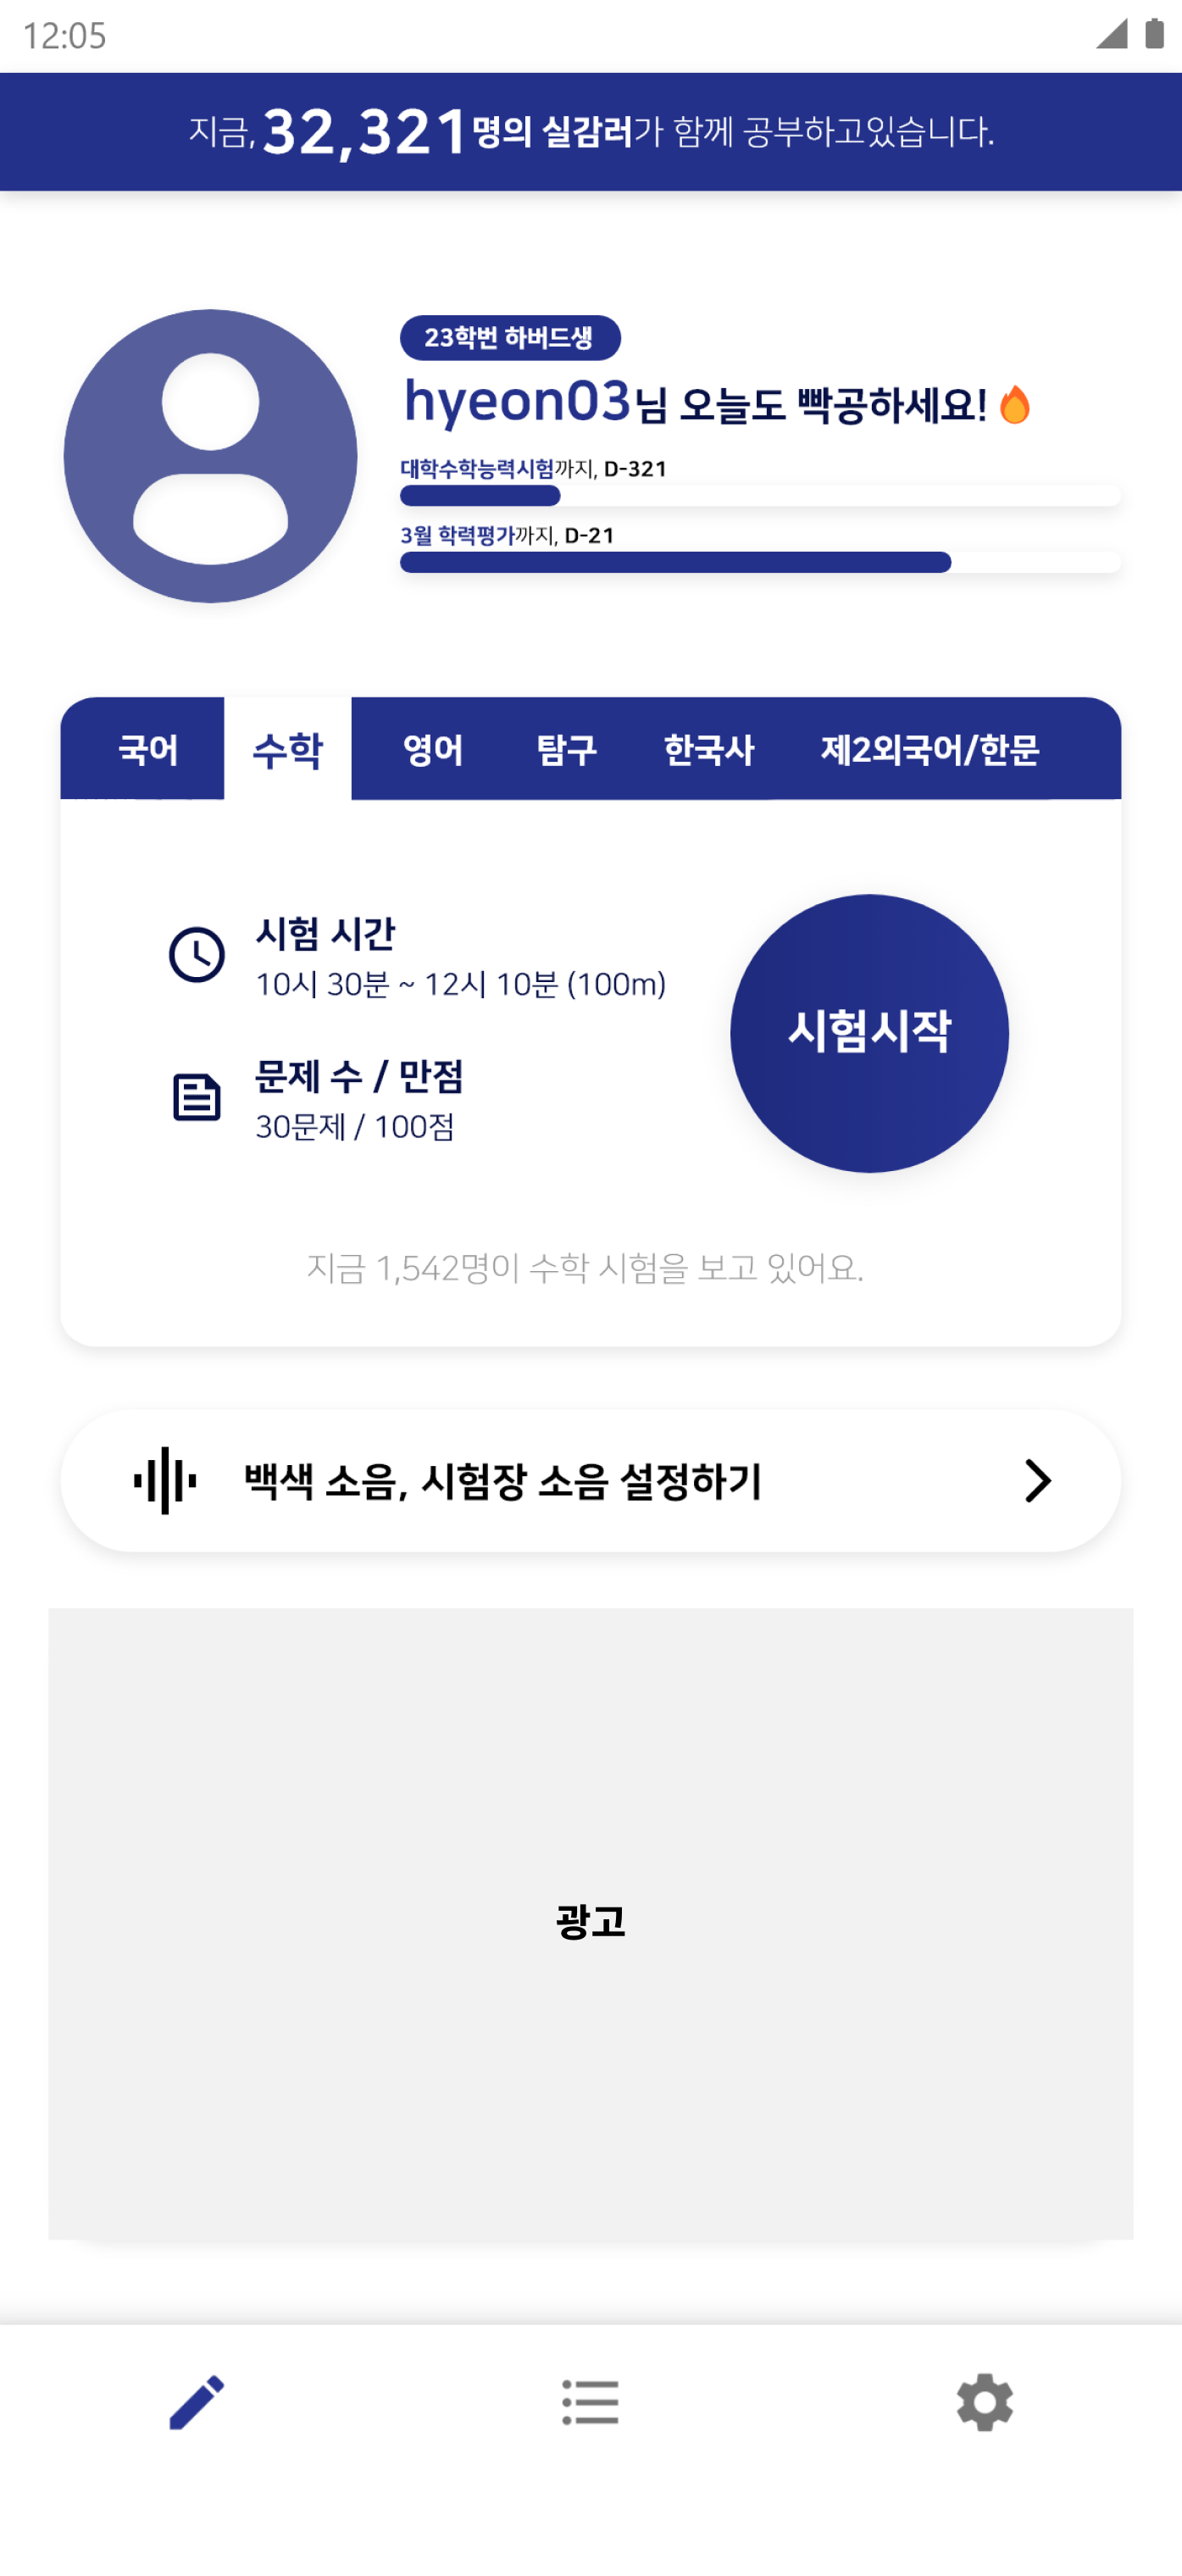 12:05
지금, 32,321명의 실감러가 함께 공부하고있습니다.
23학번 하버드생
hyeon03님 오늘도 빡공하세요!🔥
대학수학능력시험까지, D-321
3월 학력평가까지, D-21
국어 수학 영어 탐구 한국사 제2외국어/한문
시험 시간
10시 30분 ~ 12시 10분 (100m)
문제 수 / 만점
30문제 / 100점
시험시작
지금 1,542명이 수학 시험을 보고 있어요.
백색 소음, 시험장 소음 설정하기
광고